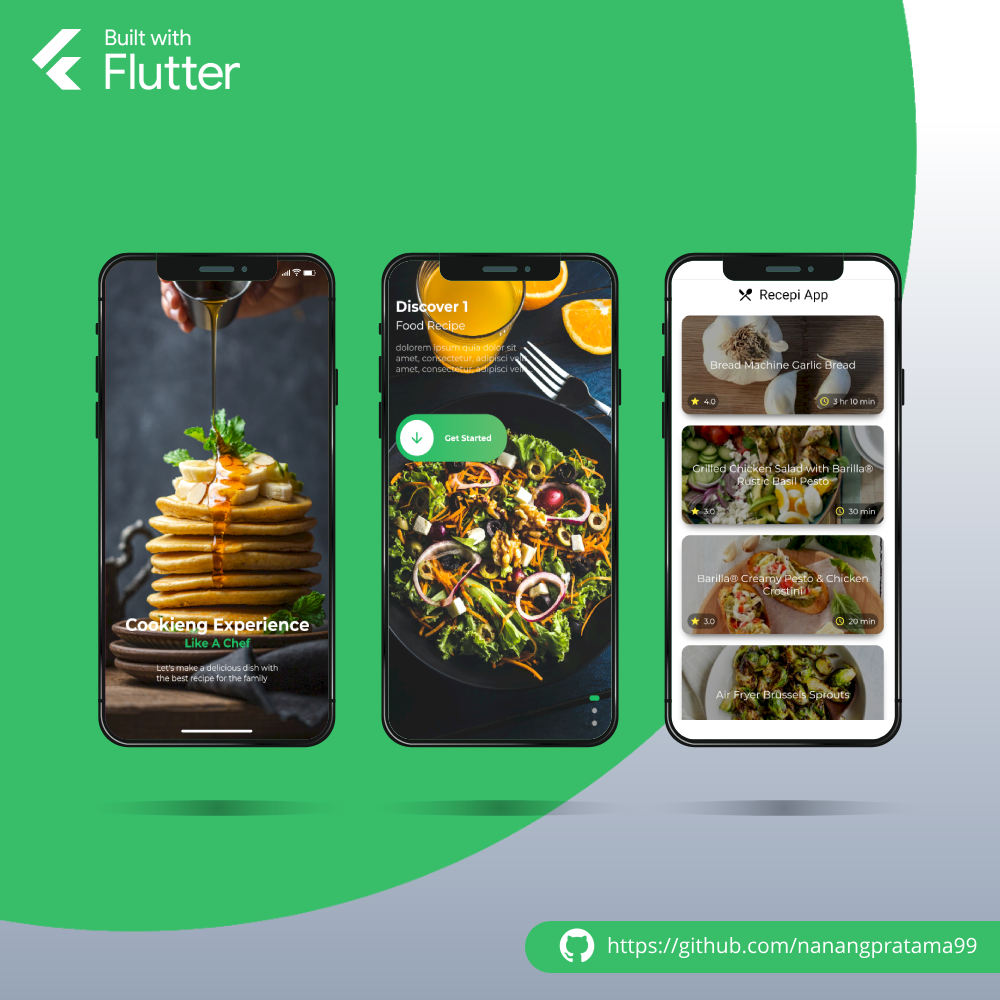 Built with
Flutter
Cookieng Experience
Like A Chef
Let's make a delicious dish with
the best recipe for the family
Discover 1
Food Recipe
dolorem ipsum quia dolor sit
amet, consectetur, adipisci velit,
amet, consectetur, adipisci velit,
Get Started
Recepi App
Bread Machine Garlic Bread
4.0
3 hr 10 min
Grilled Chicken Salad with Barilla®
Rustic Basil Pesto
3.0
30 min
Barilla® Creamy Pesto & Chicken
Crostini
3.0
20 min
Air Fryer Brussels Sprouts
https://github.com/nanangpratama99